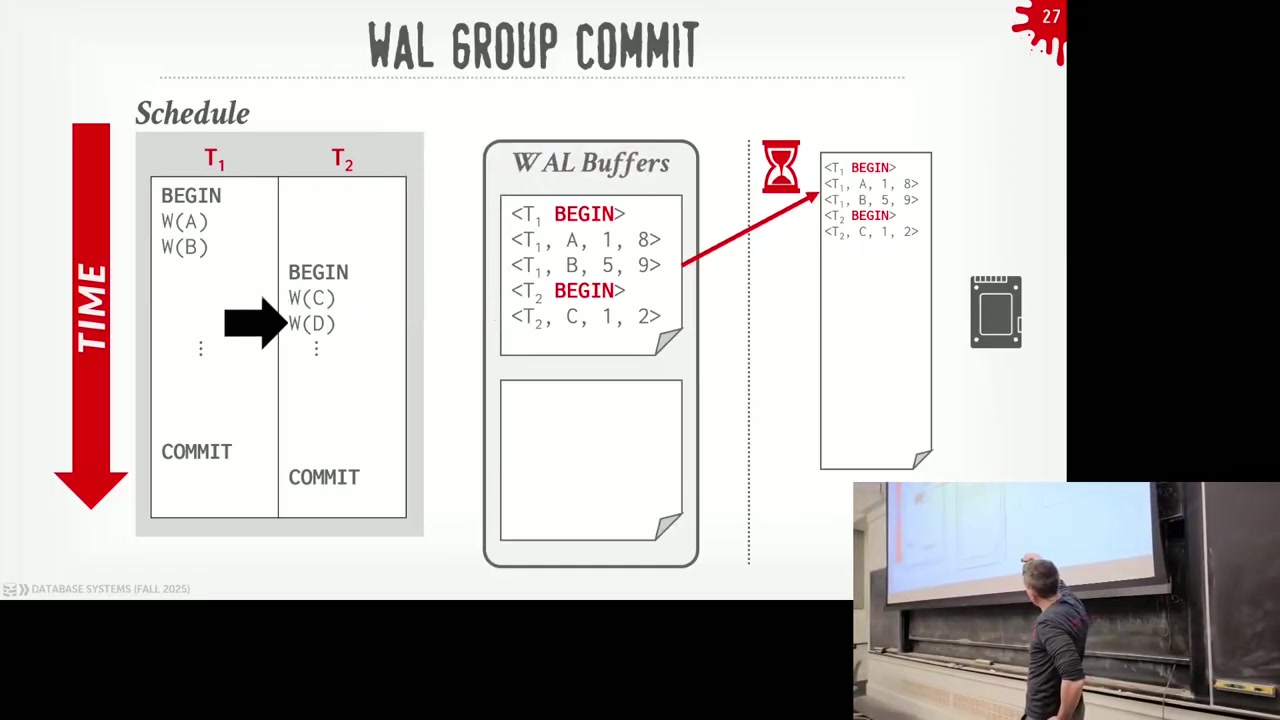 WAL GROUP COMMIT
27
Schedule
TIME
T1 T2
BEGIN
W(A)
W(B)
BEGIN
W(C)
W(D)
⋮ ⋮
COMMIT
COMMIT
WAL Buffers
<T1 BEGIN>
<T1, A, 1, 8>
<T1, B, 5, 9>
<T2 BEGIN>
<T2, C, 1, 2>
<T1 BEGIN>
<T1, A, 1, 8>
<T1, B, 5, 9>
<T2 BEGIN>
<T2, C, 1, 2>
DATABASE SYSTEMS (FALL 2025)